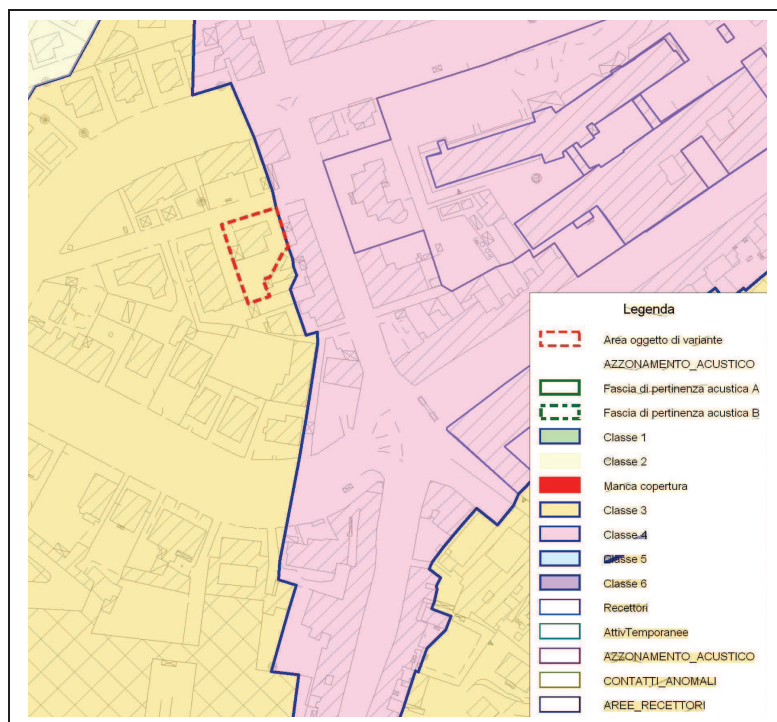 Legenda
Area oggetto di variante
AZZONAMENTO_ACUSTICO
Fascia di pertinenza acustica A
Fascia di pertinenza acustica B
Classe 1
Classe 2
Manca copertura
Classe 3
Classe 4
Classe 5
Classe 6
Recettori
AttivTemporanee
AZZONAMENTO_ACUSTICO
CONTATTI_ANOMALI
AREE_RECETTORI